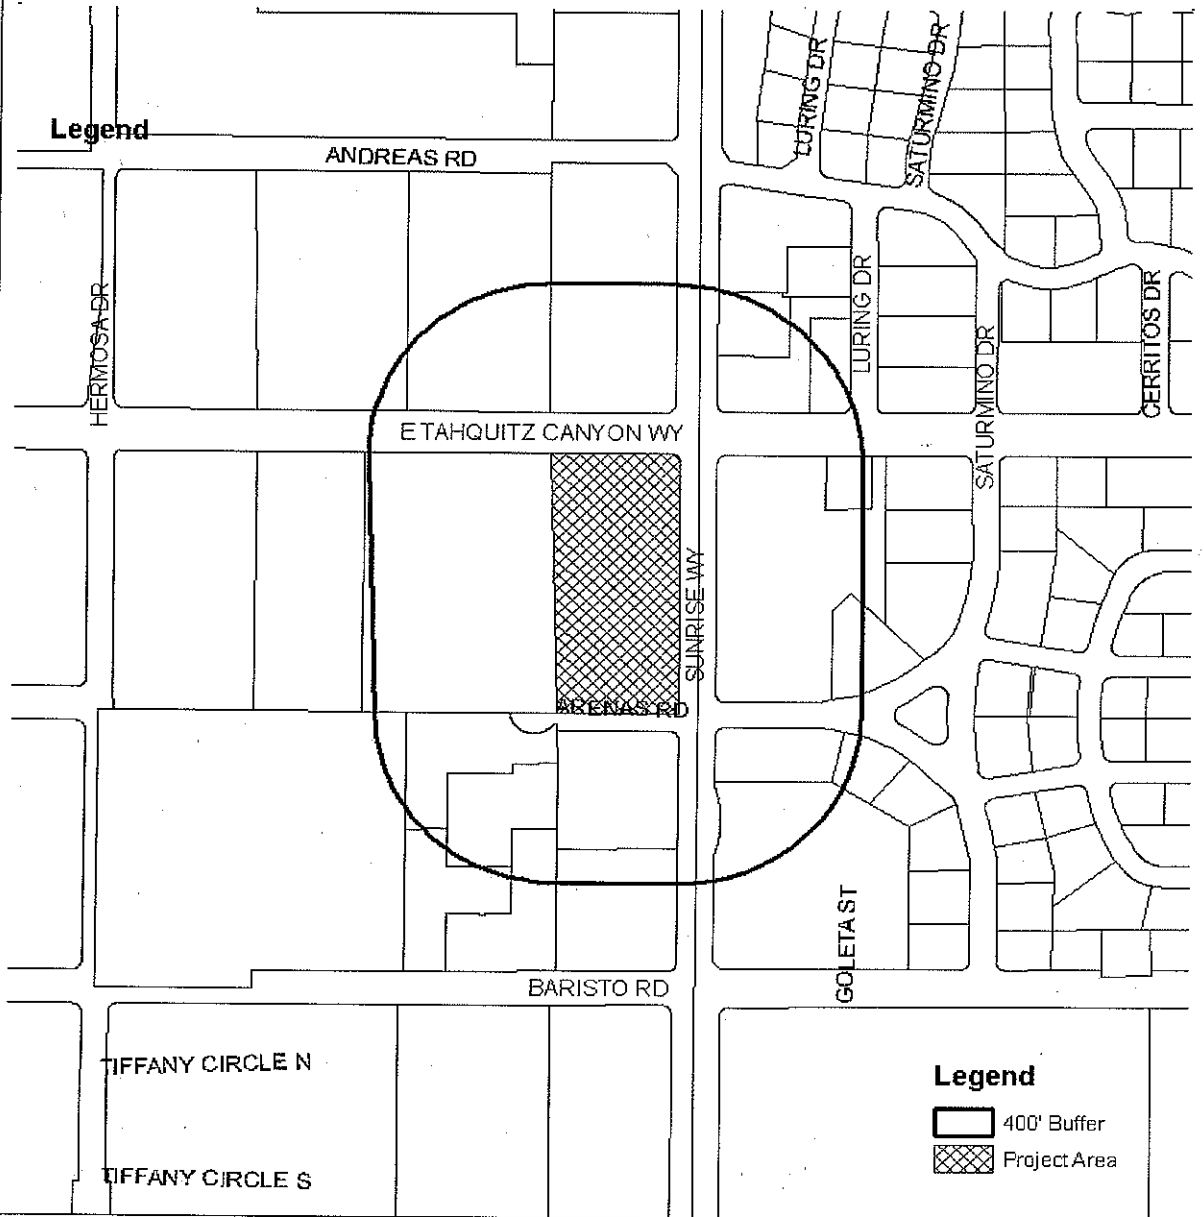 LURING DR
SATURMINO DR
Legend
ANDREAS RD
HERMOSA DR
LURING DR
SATURMINO DR
CERRITOS DR
E TAHQUITZ CANYON WY
SUNRISE WY
ARENAS RD
GOLETA ST
BARISTO RD
TIFFANY CIRCLE N
TIFFANY CIRCLE S
Legend
400' Buffer
Project Area